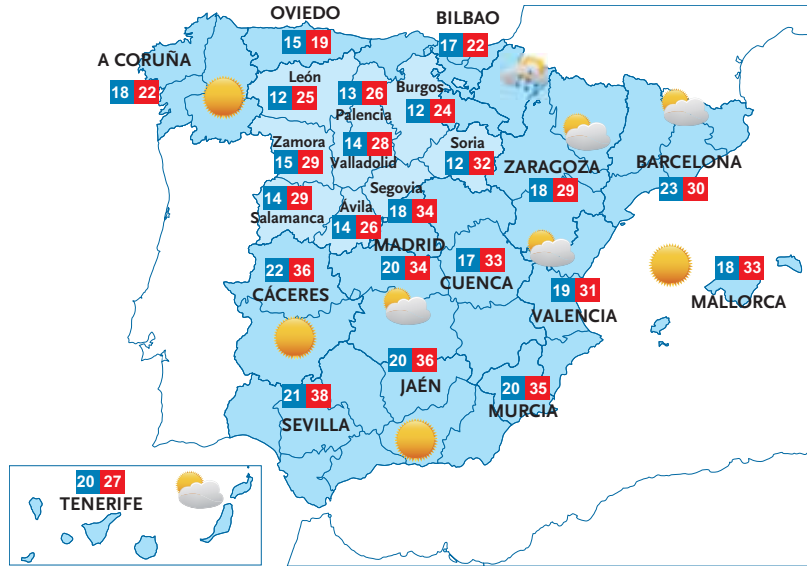 OVIEDO
15 19
BILBAO
17 22
A CORUÑA
18 22
León
12 25
13 26
Palencia
Burgos
12 24
Zamora
15 29
14 28
Valladolid
Soria
12 32
ZARAGOZA
18 29
BARCELONA
23 30
14 29
Salamanca
Ávila
14 26
Segovia
18 34
MADRID
20 34
17 33
CUENCA
22 36
CÁCERES
19 31
VALENCIA
18 33
MALLORCA
20 36
JAÉN
21 38
SEVILLA
20 35
MURCIA
20 27
TENERIFE